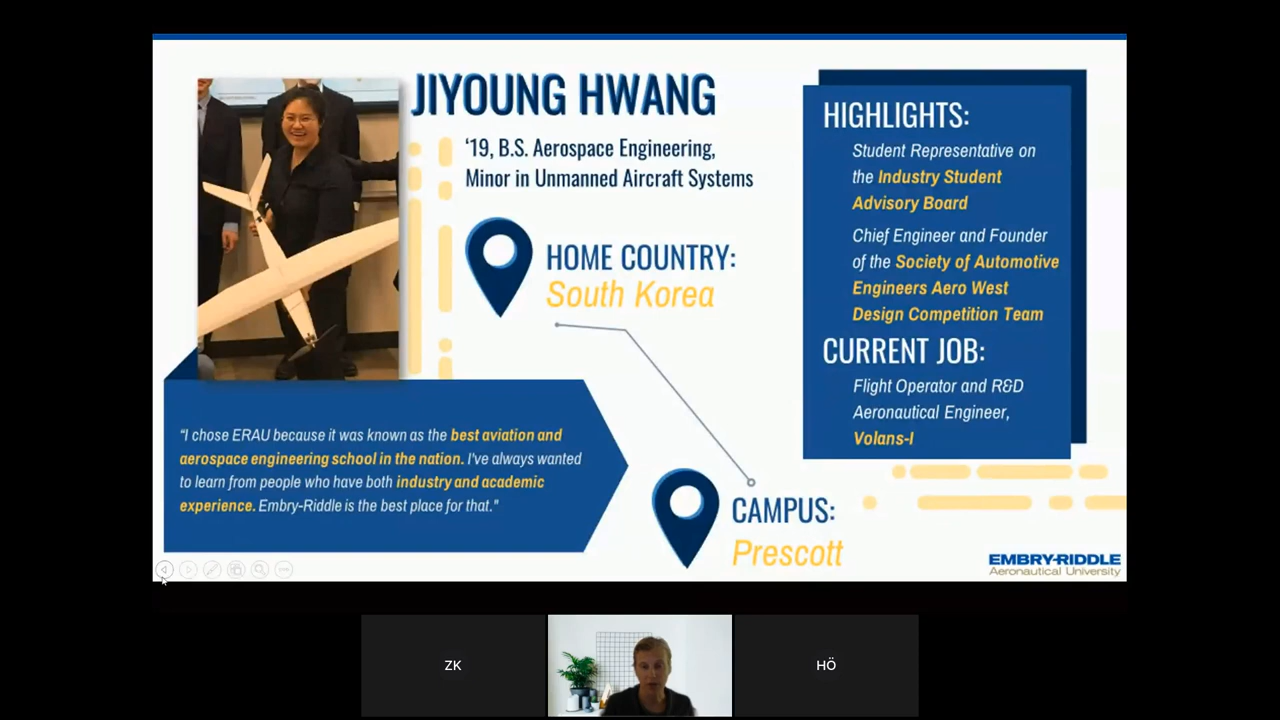 JIYOUNG HWANG
‘19, B.S. Aerospace Engineering,
Minor in Unmanned Aircraft Systems
HOME COUNTRY:
South Korea
“I chose ERAU because it was known as the best aviation and
aerospace engineering school in the nation. I've always wanted
to learn from people who have both industry and academic
experience. Embry-Riddle is the best place for that."
CAMPUS:
Prescott
HIGHLIGHTS:
Student Representative on
the Industry Student
Advisory Board
Chief Engineer and Founder
of the Society of Automotive
Engineers Aero West
Design Competition Team
CURRENT JOB:
Flight Operator and R&D
Aeronautical Engineer,
Volans-I
EMBRY-RIDDLE
Aeronautical University
ZK
HÖ